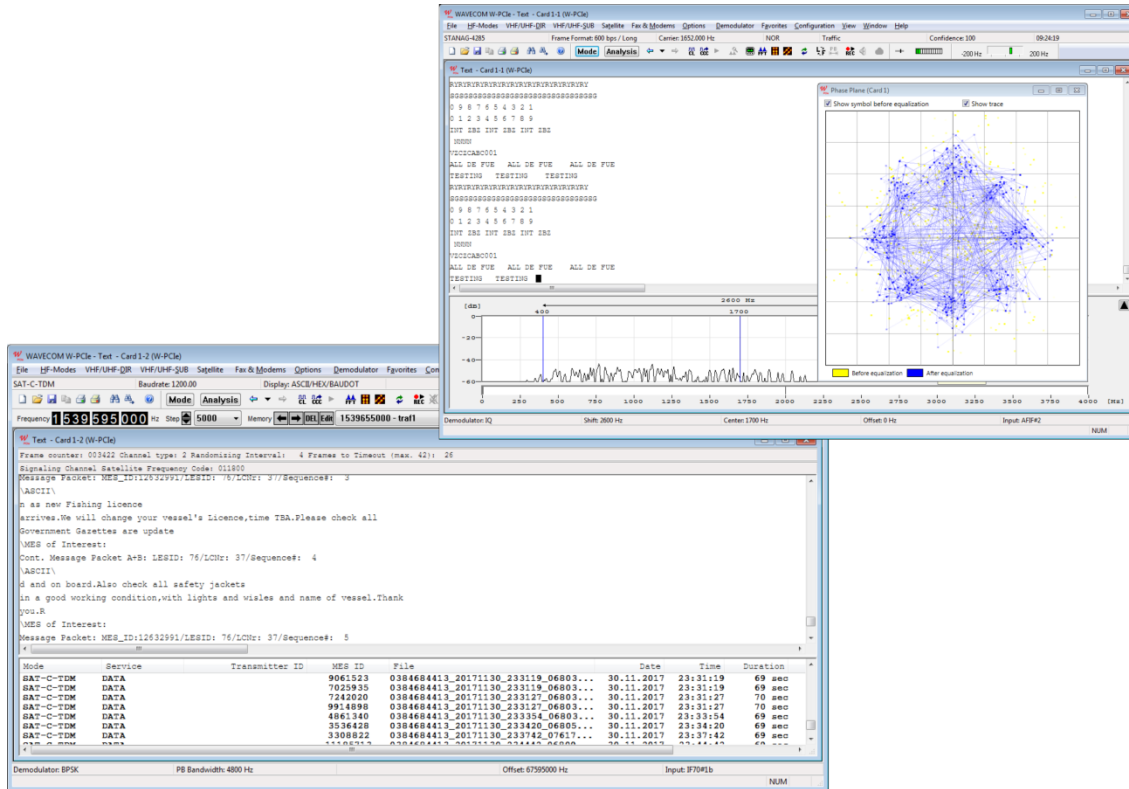 WAVECOM W-PCIe - Text - Card 1-1 (W-PCIe)
File HF-Modes VHF/UHF-DIR VHF/UHF-SUB Satellite Fax & Modems Options Demodulator Favorites Configuration View Window Help
STANAG-4285 Frame Format: 600 bps / Long Carrier: 1652.000 Hz NOR Traffic Confidence: 100 09:24:19
Mode Analysis CL CCC REC -200 Hz 200 Hz
Text - Card 1-1 (W-PCIe)
RYRYRYRYRYRYRYRYRYRYRYRYRYRYRYRY
SGSGSGSGSGSGSGSGSGSGSGSGSGSGSGSGSG
0 9 8 7 6 5 4 3 2 1
0 1 2 3 4 5 6 7 8 9
INT ZBZ INT ZBZ INT ZBZ
NNNN
VZCZCABC001
ALL DE FUE ALL DE FUE ALL DE FUE
TESTING TESTING TESTING
RYRYRYRYRYRYRYRYRYRYRYRYRYRYRYRY
SGSGSGSGSGSGSGSGSGSGSGSGSGSGSGSGSG
0 9 8 7 6 5 4 3 2 1
0 1 2 3 4 5 6 7 8 9
INT ZBZ INT ZBZ INT ZBZ
NNNN
VZCZCABC001
ALL DE FUE ALL DE FUE ALL DE FUE
TESTING TESTING
Phase Plane (Card 1)
Show symbol before equalization Show trace
Before equalization After equalization
2600 Hz
[dB] 400 1700
0
-20
-40
-60
0 250 500 750 1000 1250 1500 1750 2000 2250 2500 2750 3000 3250 3500 3750 4000 [Hz]
Demodulator: IQ Shift: 2600 Hz Center: 1700 Hz Offset: 0 Hz Input: AFIF#2
NUM
WAVECOM W-PCIe - Text - Card 1-2 (W-PCIe)
File HF-Modes VHF/UHF-DIR VHF/UHF-SUB Satellite Fax & Modems Options Demodulator Favorites
SAT-C-TDM Baudrate: 1200.00 Display: ASCII/HEX/BAUDOT
Mode Analysis CL CCC REC
Frequency 1539595000 Hz Step 5000 Memory DEL Edit 1539655000 - traf1
Text - Card 1-2 (W-PCIe)
Frame counter: 003422 Channel type: 2 Randomizing Interval: 4 Frames to Timeout (max. 42): 26
Signaling Channel Satellite Frequency Code: 011800
Message Packet: MES_ID:12632991/LESID: 76/LCNr: 37/Sequence#: 3
\ASCII\
n as new Fishing licence
arrives.We will change your vessel's Licence,time TBA.Please check all
Government Gazettes are update
\MES of Interest:
Cont. Message Packet A+B: LESID: 76/LCNr: 37/Sequence#: 4
\ASCII\
d and on board.Also check all safety jackets
in a good working condition,with lights and wisles and name of vessel.Thank
you.R
\MES of Interest:
Message Packet: MES_ID:12632991/LESID: 76/LCNr: 37/Sequence#: 5
Mode Service Transmitter ID MES ID File Date Time Duration
SAT-C-TDM DATA 9061523 0384684413_20171130_233119_06803... 30.11.2017 23:31:19 69 sec
SAT-C-TDM DATA 7025935 0384684413_20171130_233119_06803... 30.11.2017 23:31:19 69 sec
SAT-C-TDM DATA 7242020 0384684413_20171130_233127_06803... 30.11.2017 23:31:27 70 sec
SAT-C-TDM DATA 9914898 0384684413_20171130_233127_06803... 30.11.2017 23:31:27 70 sec
SAT-C-TDM DATA 4861340 0384684413_20171130_233354_06803... 30.11.2017 23:33:54 69 sec
SAT-C-TDM DATA 3536428 0384684413_20171130_233420_06805... 30.11.2017 23:34:20 69 sec
SAT-C-TDM DATA 3308822 0384684413_20171130_233742_07617... 30.11.2017 23:37:42 69 sec
Demodulator: BPSK PB Bandwidth: 4800 Hz Offset: 67595000 Hz Input: IF70#1b
NUM